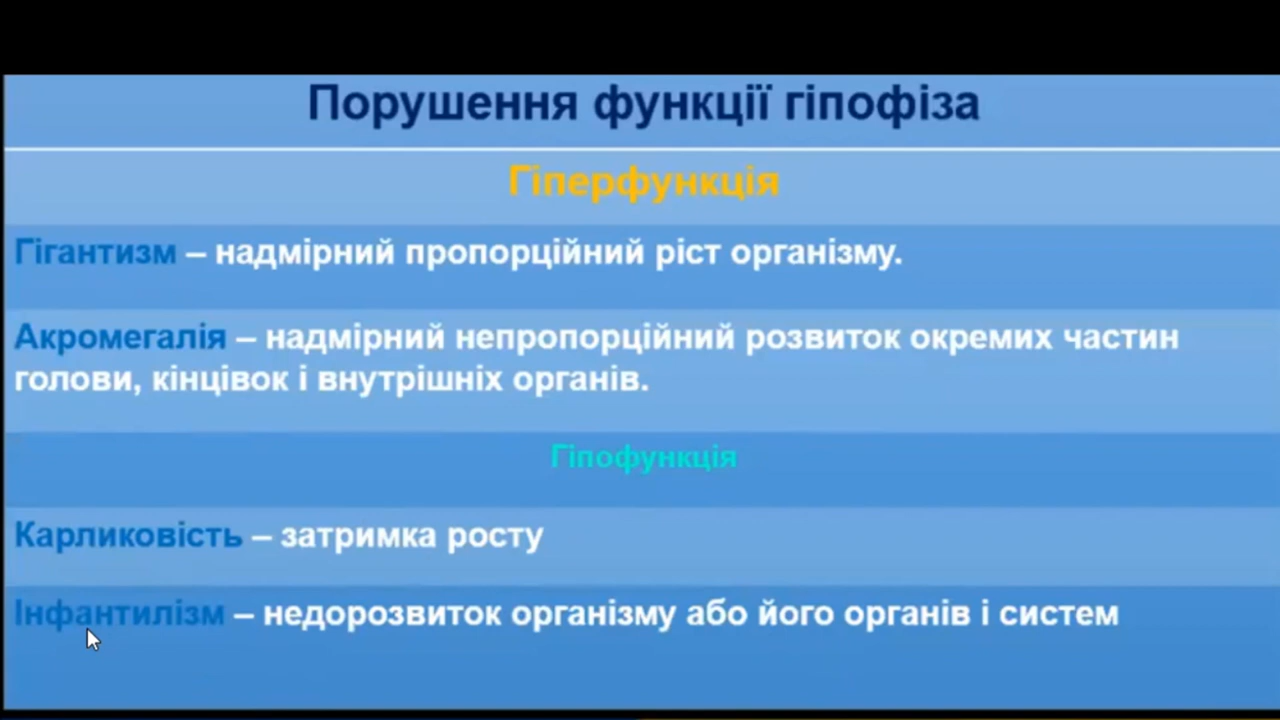 Порушення функції гіпофіза
Гіперфункція
Гігантизм – надмірний пропорційний ріст організму.
Акромегалія – надмірний непропорційний розвиток окремих частин
голови, кінцівок і внутрішніх органів.
Гіпофункція
Карликовість – затримка росту
Інфантилізм – недорозвиток організму або його органів і систем